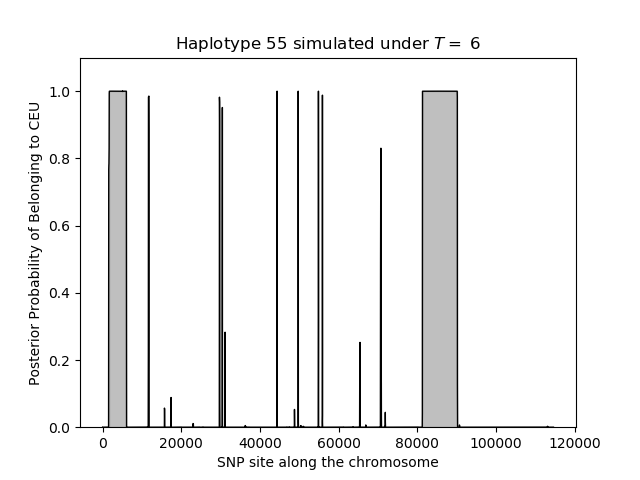 Haplotype 55 simulated under T = 6
Posterior Probability of Belonging to CEU
1.0
0.8
0.6
0.4
0.2
0.0
0 20000 40000 60000 80000 100000 120000
SNP site along the chromosome